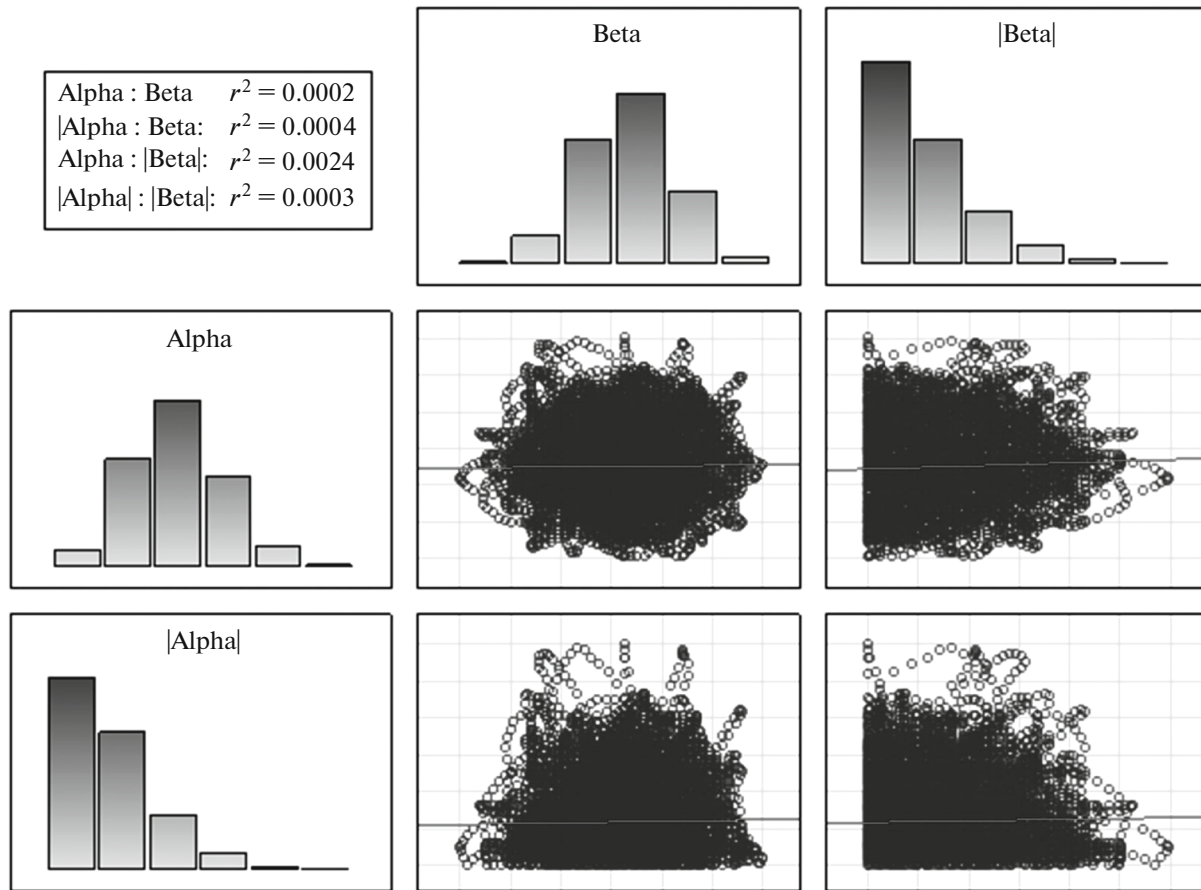 Beta
|Beta|
Alpha : Beta r² = 0.0002
|Alpha : Beta: r² = 0.0004
Alpha : |Beta|: r² = 0.0024
|Alpha| : |Beta|: r² = 0.0003
Alpha
|Alpha|